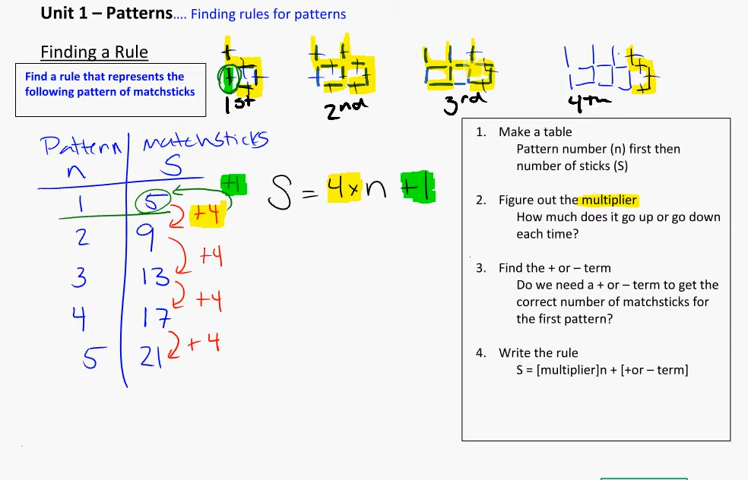 Unit 1 – Patterns.... Finding rules for patterns
Finding a Rule
Find a rule that represents the
following pattern of matchsticks
1st
2nd
3rd
4th
Pattern matchsticks
n S
1 5
2 9
3 13
4 17
5 21
+1
+4
+4
+4
+4
S = 4×n +1
1. Make a table
Pattern number (n) first then
number of sticks (S)
2. Figure out the multiplier
How much does it go up or go down
each time?
3. Find the + or – term
Do we need a + or – term to get the
correct number of matchsticks for
the first pattern?
4. Write the rule
S = [multiplier]n + [+or – term]